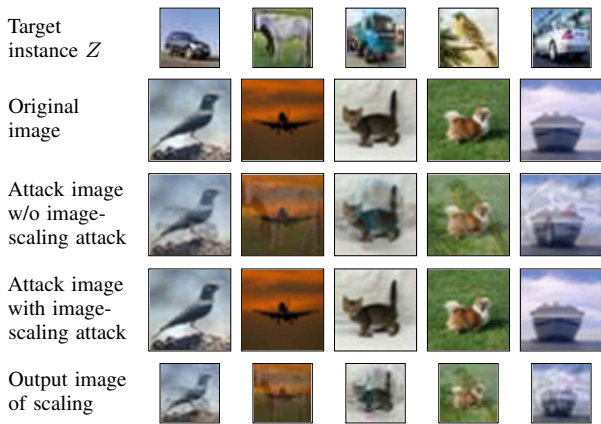 Target
instance Z
Original
image
Attack image
w/o image-
scaling attack
Attack image
with image-
scaling attack
Output image
of scaling